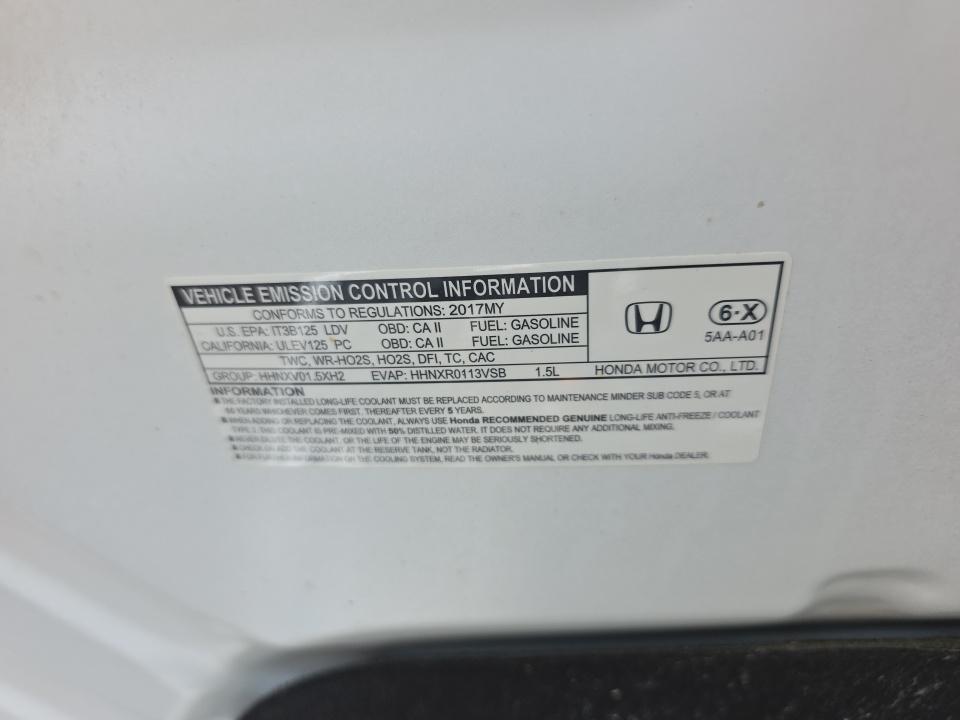 VEHICLE EMISSION CONTROL INFORMATION
CONFORMS TO REGULATIONS: 2017MY
U.S. EPA: IT3B125 LDV OBD: CA II FUEL: GASOLINE
CALIFORNIA: ULEV125 PC OBD: CA II FUEL: GASOLINE
TWC, WR-HO2S, HO2S, DFI, TC, CAC
GROUP: HHNXV01.5XH2 EVAP: HHNXR0113VSB 1.5L
6-X
5AA-A01
HONDA MOTOR CO., LTD.
INFORMATION
■ THE FACTORY INSTALLED LONG-LIFE COOLANT MUST BE REPLACED ACCORDING TO MAINTENANCE MINDER SUB CODE 5, OR AT
10 YEARS WHICHEVER COMES FIRST. THEREAFTER EVERY 5 YEARS.
■ WHEN ADDING OR REPLACING THE COOLANT, ALWAYS USE Honda RECOMMENDED GENUINE LONG-LIFE ANTI-FREEZE / COOLANT
TYPE 2. THIS COOLANT IS PRE-MIXED WITH 50% DISTILLED WATER. IT DOES NOT REQUIRE ANY ADDITIONAL MIXING.
■ NEVER DILUTE THE COOLANT, OR THE LIFE OF THE ENGINE MAY BE SERIOUSLY SHORTENED.
■ CHECK OR ADD COOLANT AT THE RESERVE TANK, NOT THE RADIATOR.
■ FOR FURTHER INFORMATION OR THE COOLING SYSTEM, READ THE OWNER'S MANUAL OR CHECK WITH YOUR Honda DEALER.